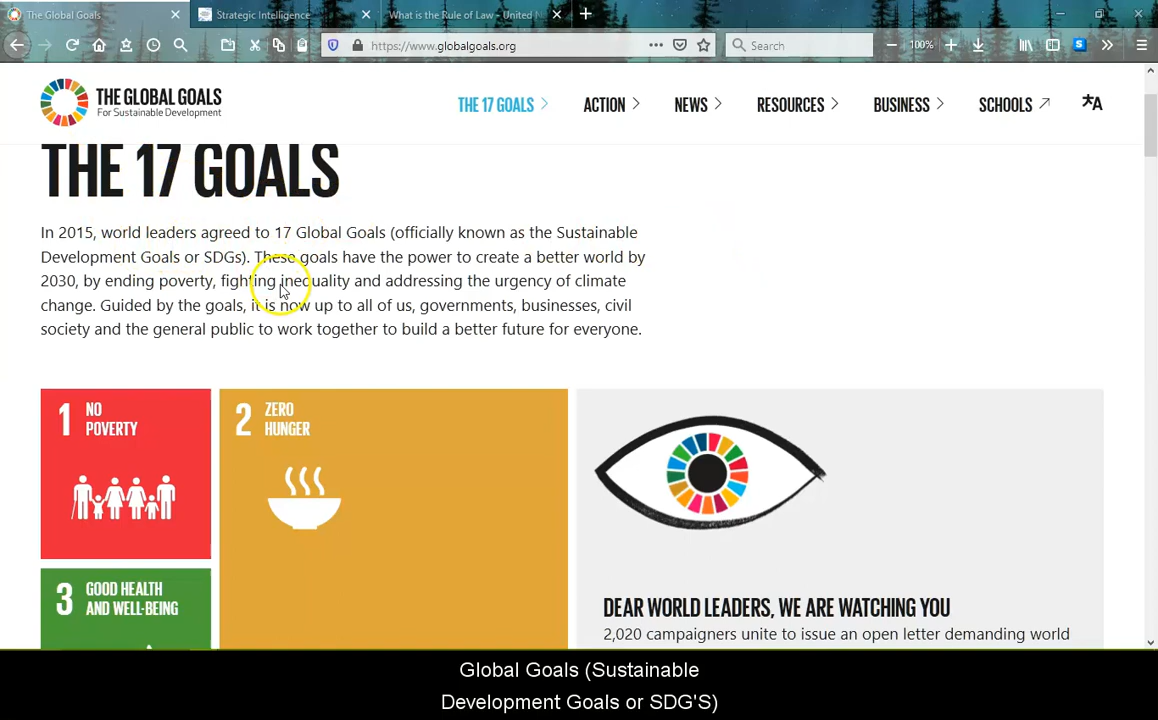 The Global Goals
Strategic Intelligence
What is the Rule of Law - United N
https://www.globalgoals.org
Search
100%
THE GLOBAL GOALS
For Sustainable Development
THE 17 GOALS
ACTION
NEWS
RESOURCES
BUSINESS
SCHOOLS
THE 17 GOALS
In 2015, world leaders agreed to 17 Global Goals (officially known as the Sustainable
Development Goals or SDGs). These goals have the power to create a better world by
2030, by ending poverty, fighting inequality and addressing the urgency of climate
change. Guided by the goals, it is now up to all of us, governments, businesses, civil
society and the general public to work together to build a better future for everyone.
1 NO
POVERTY
2 ZERO
HUNGER
3 GOOD HEALTH
AND WELL-BEING
DEAR WORLD LEADERS, WE ARE WATCHING YOU
2,020 campaigners unite to issue an open letter demanding world
Global Goals (Sustainable
Development Goals or SDG'S)